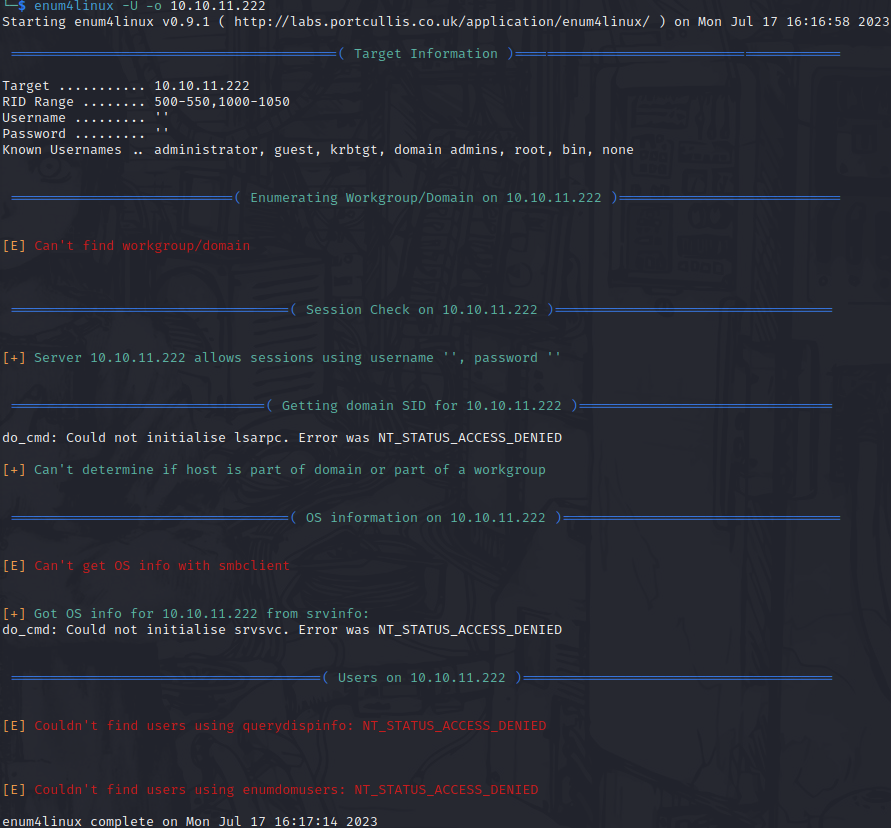 └─$ enum4linux -U -o 10.10.11.222
Starting enum4linux v0.9.1 ( http://labs.portcullis.co.uk/application/enum4linux/ ) on Mon Jul 17 16:16:58 2023
=========================================( Target Information )=========================================
Target ........... 10.10.11.222
RID Range ........ 500-550,1000-1050
Username ......... ''
Password ......... ''
Known Usernames .. administrator, guest, krbtgt, domain admins, root, bin, none
============================( Enumerating Workgroup/Domain on 10.10.11.222 )============================
[E] Can't find workgroup/domain
===================================( Session Check on 10.10.11.222 )===================================
[+] Server 10.10.11.222 allows sessions using username '', password ''
================================( Getting domain SID for 10.10.11.222 )================================
do_cmd: Could not initialise lsarpc. Error was NT_STATUS_ACCESS_DENIED
[+] Can't determine if host is part of domain or part of a workgroup
===================================( OS information on 10.10.11.222 )===================================
[E] Can't get OS info with smbclient
[+] Got OS info for 10.10.11.222 from srvinfo:
do_cmd: Could not initialise srvsvc. Error was NT_STATUS_ACCESS_DENIED
=======================================( Users on 10.10.11.222 )=======================================
[E] Couldn't find users using querydispinfo: NT_STATUS_ACCESS_DENIED
[E] Couldn't find users using enumdomusers: NT_STATUS_ACCESS_DENIED
enum4linux complete on Mon Jul 17 16:17:14 2023